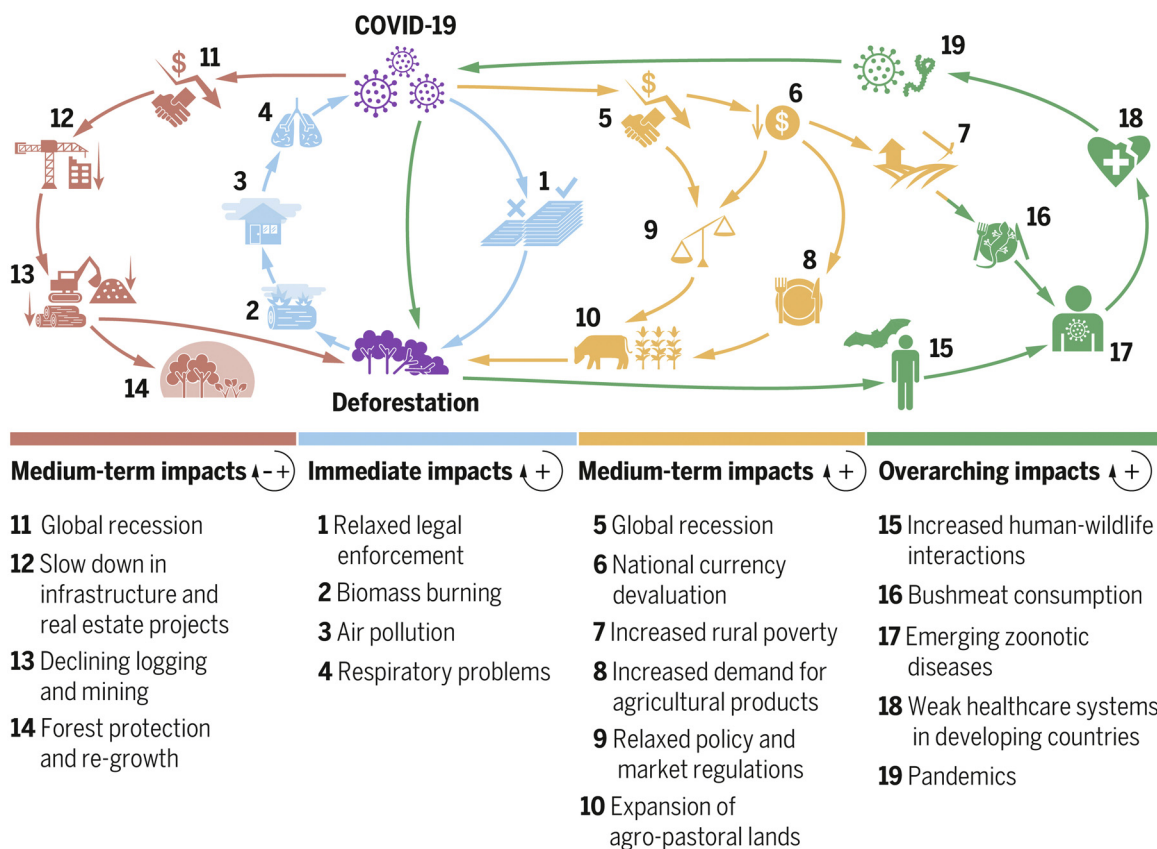 COVID-19
11
19
4
6
5
12
7
18
3
1
16
9
13
8
2
10
15
14
17
Deforestation
Medium-term impacts - +
11 Global recession
12 Slow down in
infrastructure and
real estate projects
13 Declining logging
and mining
14 Forest protection
and re-growth
Immediate impacts +
1 Relaxed legal
enforcement
2 Biomass burning
3 Air pollution
4 Respiratory problems
Medium-term impacts +
5 Global recession
6 National currency
devaluation
7 Increased rural poverty
8 Increased demand for
agricultural products
9 Relaxed policy and
market regulations
10 Expansion of
agro-pastoral lands
Overarching impacts +
15 Increased human-wildlife
interactions
16 Bushmeat consumption
17 Emerging zoonotic
diseases
18 Weak healthcare systems
in developing countries
19 Pandemics